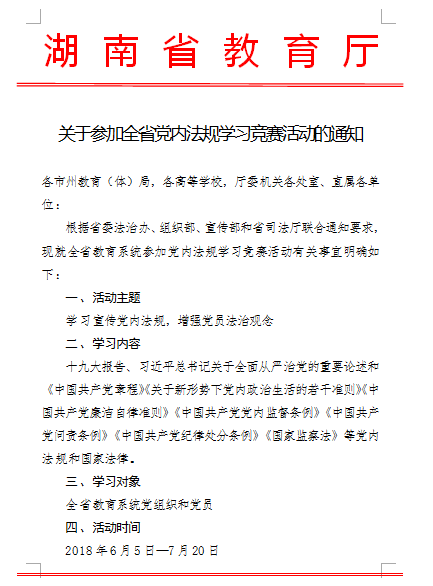 湖南省教育厅
关于参加全省党内法规学习竞赛活动的通知
各市州教育（体）局，各高等学校，厅委机关各处室、直属各单
位：
根据省委法治办、组织部、宣传部和省司法厅联合通知要求，
现就全省教育系统参加党内法规学习竞赛活动有关事宜明确如
下：
一、活动主题
学习宣传党内法规，增强党员法治观念
二、学习内容
十九大报告、习近平总书记关于全面从严治党的重要论述和
《中国共产党章程》《关于新形势下党内政治生活的若干准则》《中
国共产党廉洁自律准则》《中国共产党党内监督条例》《中国共产
党问责条例》《中国共产党纪律处分条例》《国家监察法》等党内
法规和国家法律。
三、学习对象
全省教育系统党组织和党员
四、活动时间
2018年6月5日—7月20日